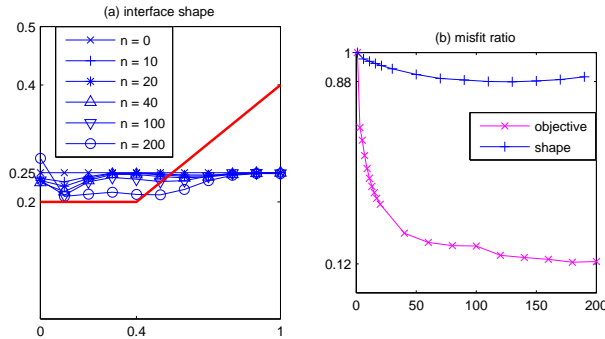 (a) interface shape
0.5
0.4
0.25
0.2
0
0.4
1
n = 0
n = 10
n = 20
n = 40
n = 100
n = 200
(b) misfit ratio
1
0.88
0.12
0
50
100
150
200
objective
shape